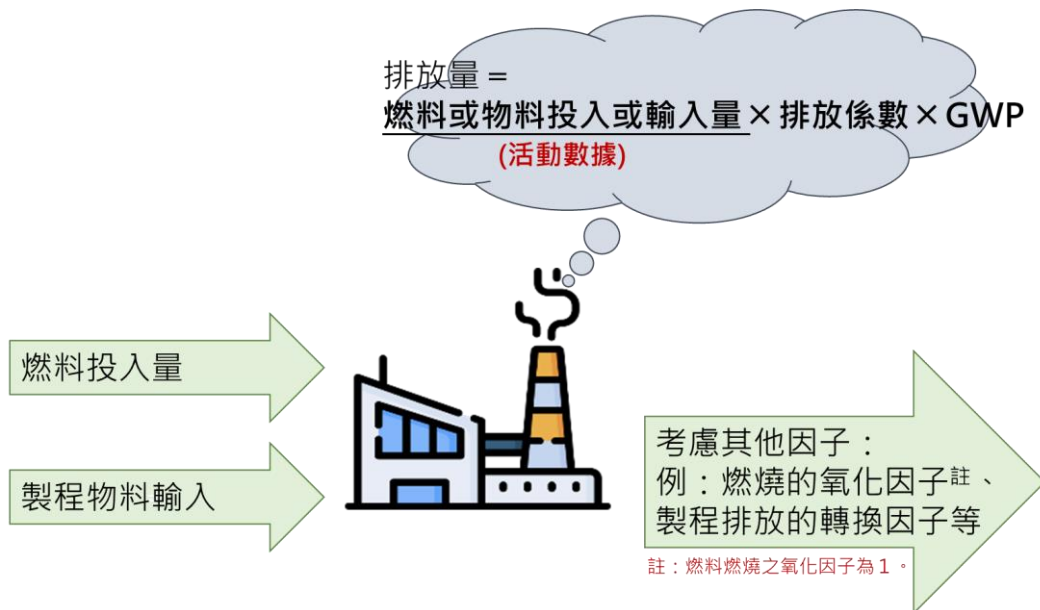 排放量 =
燃料或物料投入或輸入量 × 排放係數 × GWP
(活動數據)
燃料投入量
製程物料輸入
考慮其他因子：
例：燃燒的氧化因子註、
製程排放的轉換因子等
註：燃料燃燒之氧化因子為 1 。